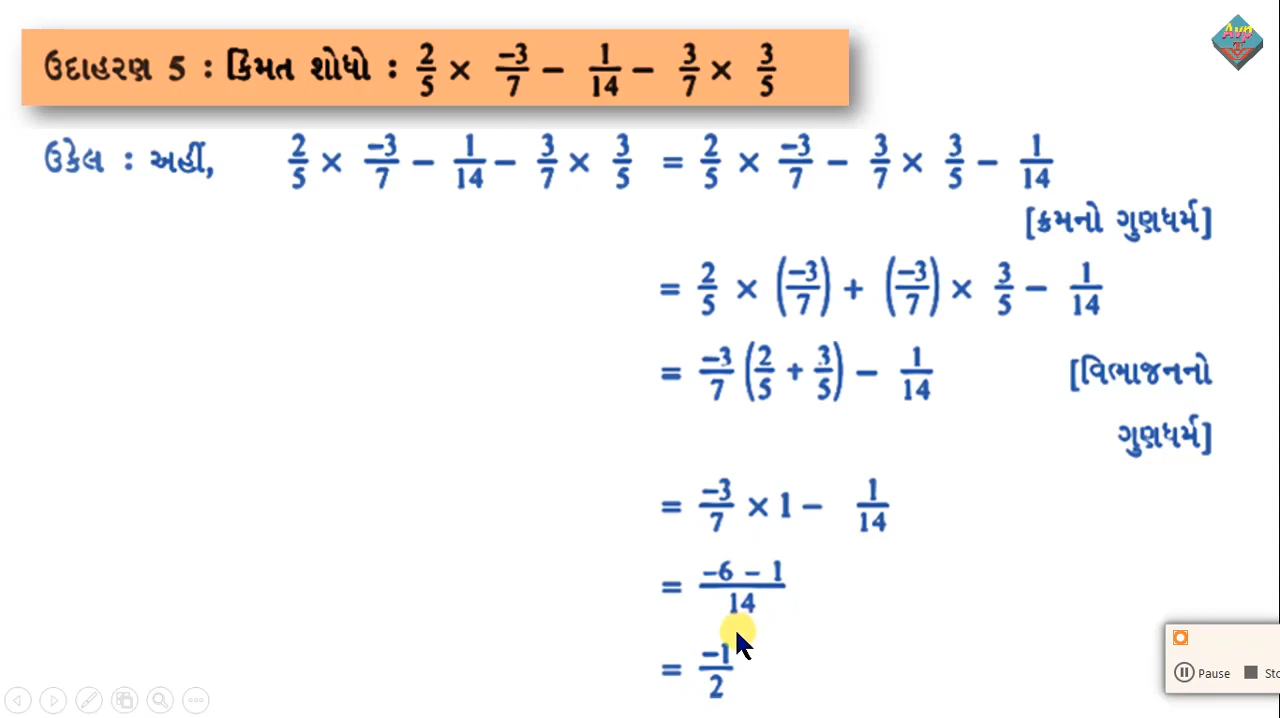 Avp
ઉદાહરણ 5 : કિંમત શોધો : 2/5 × -3/7 - 1/14 - 3/7 × 3/5
ઉકેલ : અહીં, 2/5 × -3/7 - 1/14 - 3/7 × 3/5 = 2/5 × -3/7 - 3/7 × 3/5 - 1/14
[ક્રમનો ગુણધર્મ]
= 2/5 × (-3/7) + (-3/7) × 3/5 - 1/14
= -3/7 (2/5 + 3/5) - 1/14 [વિભાજનનો
ગુણધર્મ]
= -3/7 × 1 - 1/14
= -6 - 1/14
= -1/2
Pause Sto